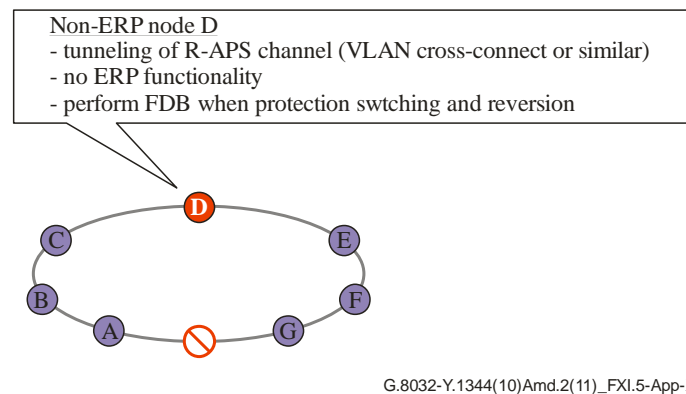 Non-ERP node D
- tunneling of R-APS channel (VLAN cross-connect or similar)
- no ERP functionality
- perform FDB when protection swtching and reversion
D
C
E
B
F
A
G
G.8032-Y.1344(10)Amd.2(11)_FXI.5-App-